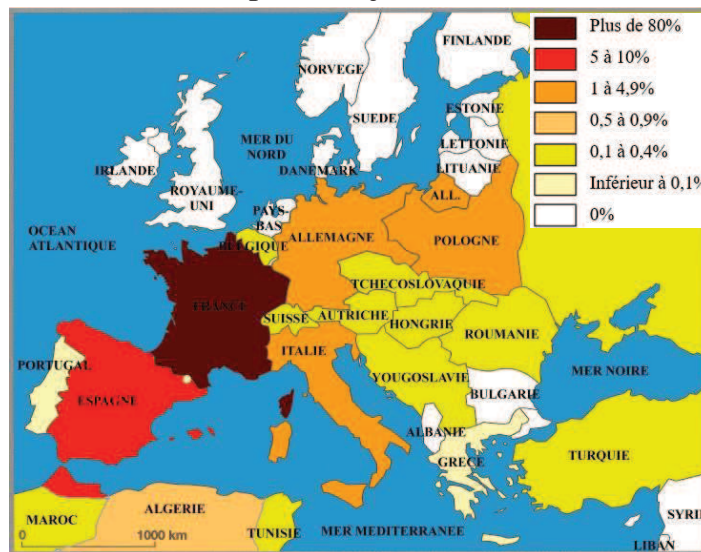 Plus de 80%
5 à 10%
1 à 4,9%
0,5 à 0,9%
0,1 à 0,4%
Inférieur à 0,1%
0%
FINLANDE
NORVEGE
SUEDE
ESTONIE
LETTONIE
LITUANIE
MER DU
NORD
DANEMARK
IRLANDE
ROYAUME-
UNI
PAYS-
BAS
ALL.
OCEAN
ATLANTIQUE
BELGIQUE
ALLEMAGNE
POLOGNE
TCHECOSLOVAQUIE
FRANCE
SUISSE
AUTRICHE
HONGRIE
ROUMANIE
ITALIE
PORTUGAL
ESPAGNE
YOUGOSLAVIE
MER NOIRE
BULGARIE
ALBANIE
GRECE
TURQUIE
MAROC
ALGERIE
TUNISIE
MER MEDITERRANEE
SYRI
LIBAN
0
1000 km